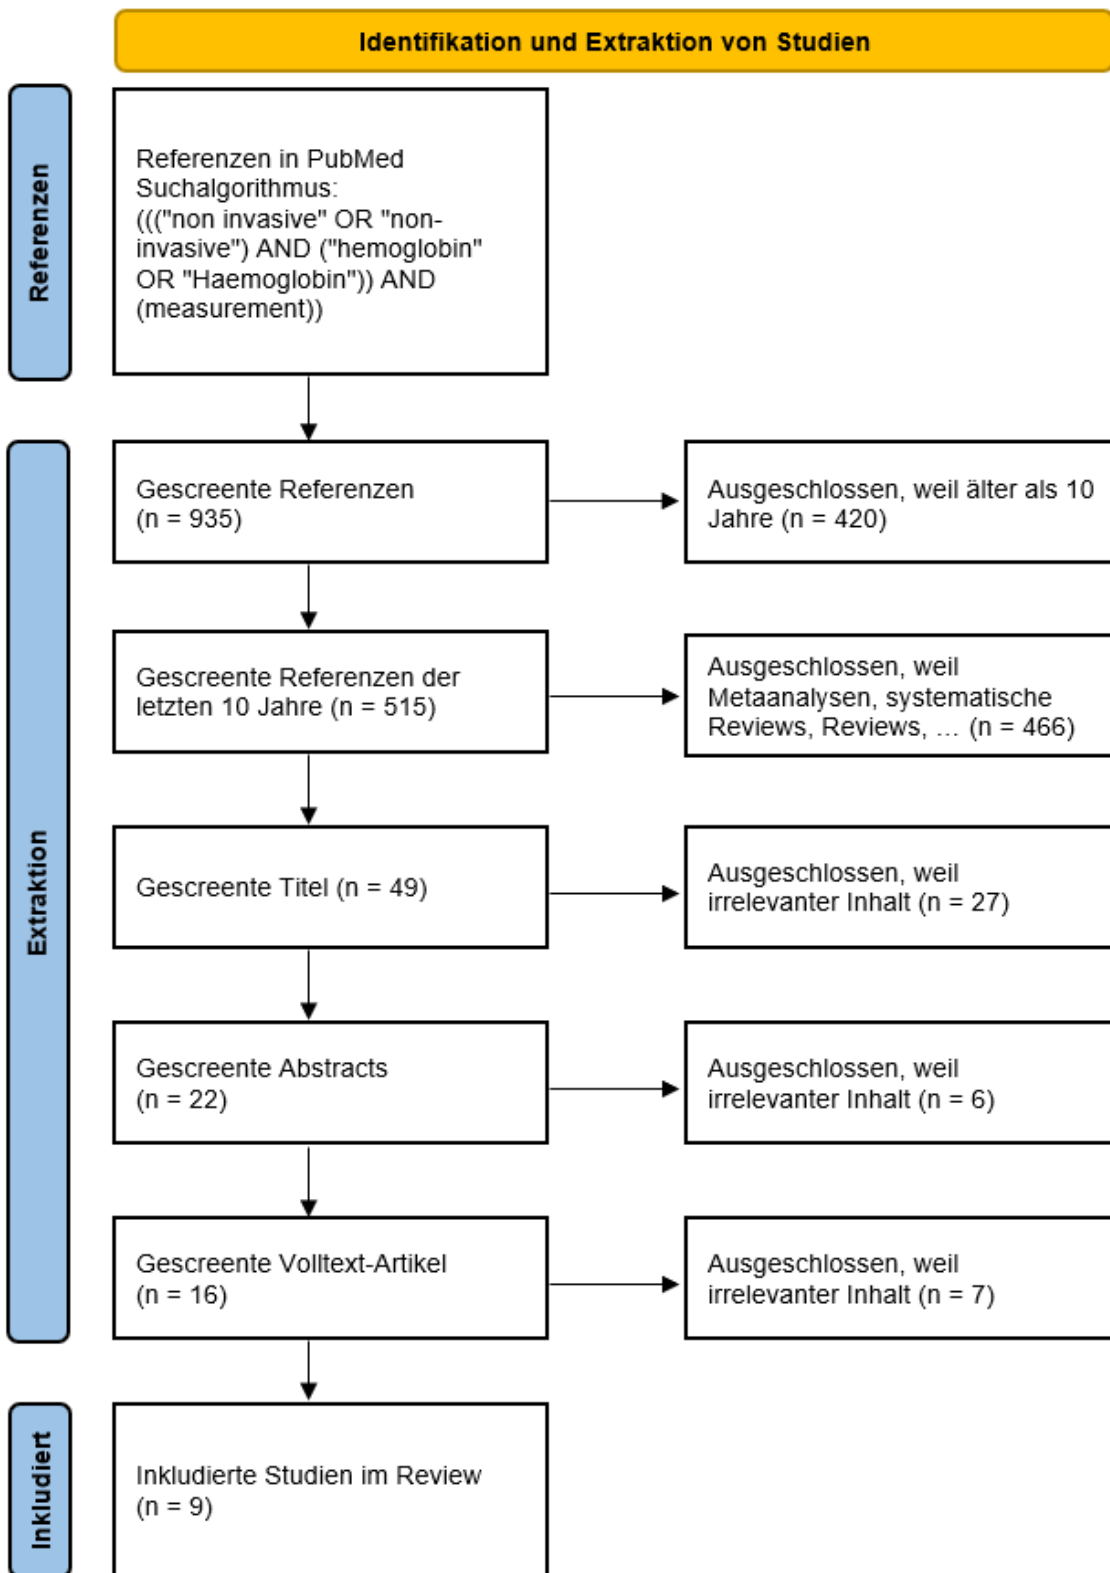 Identifikation und Extraktion von Studien
Referenzen
Referenzen in PubMed
Suchalgorithmus:
((("non invasive" OR "non-
invasive") AND ("hemoglobin"
OR "Haemoglobin")) AND
(measurement))
Extraktion
Gescreente Referenzen
(n = 935)
Ausgeschlossen, weil älter als 10
Jahre (n = 420)
Gescreente Referenzen der
letzten 10 Jahre (n = 515)
Ausgeschlossen, weil
Metaanalysen, systematische
Reviews, Reviews, … (n = 466)
Gescreente Titel (n = 49)
Ausgeschlossen, weil
irrelevanter Inhalt (n = 27)
Gescreente Abstracts
(n = 22)
Ausgeschlossen, weil
irrelevanter Inhalt (n = 6)
Gescreente Volltext-Artikel
(n = 16)
Ausgeschlossen, weil
irrelevanter Inhalt (n = 7)
Inkludiert
Inkludierte Studien im Review
(n = 9)